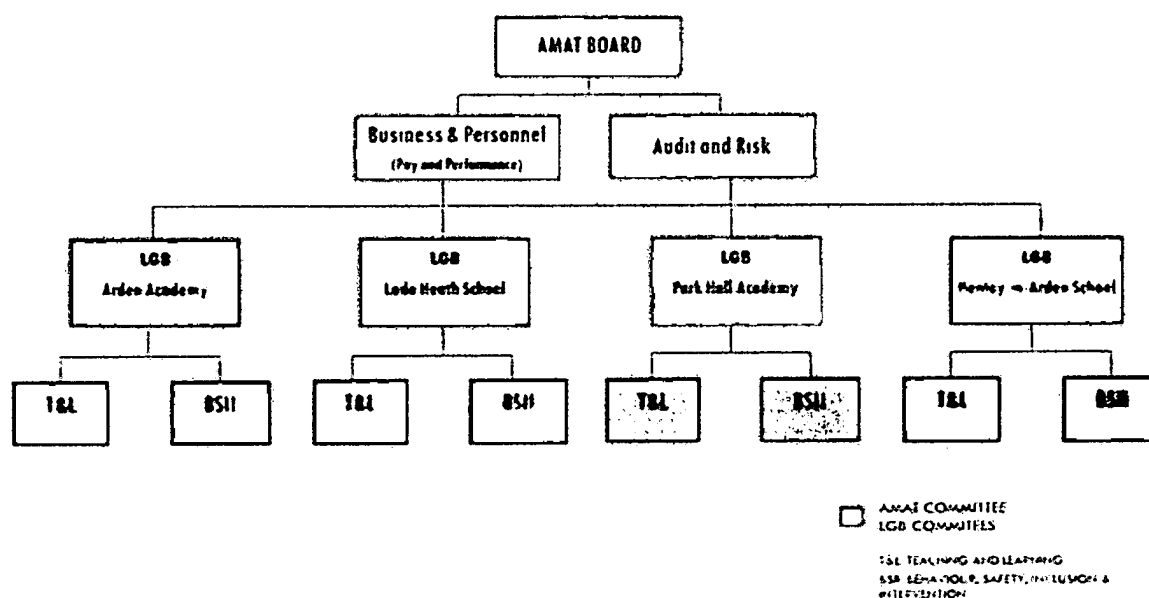 AMAT BOARD
Business & Personnel
(Pay and Performance)
Audit and Risk
LGB
Arden Academy
LGB
Lode Heath School
LGB
Park Hall Academy
LGB
Henley -in- Arden School
T&L
BSII
T&L
BSII
T&L
BSII
T&L
BSII
AMAT COMMITTEE
LGB COMMITEES
T&L TEACHING AND LEARNING
BEHAVIOUR, SAFETY, INCLUSION &
INTERVENTION